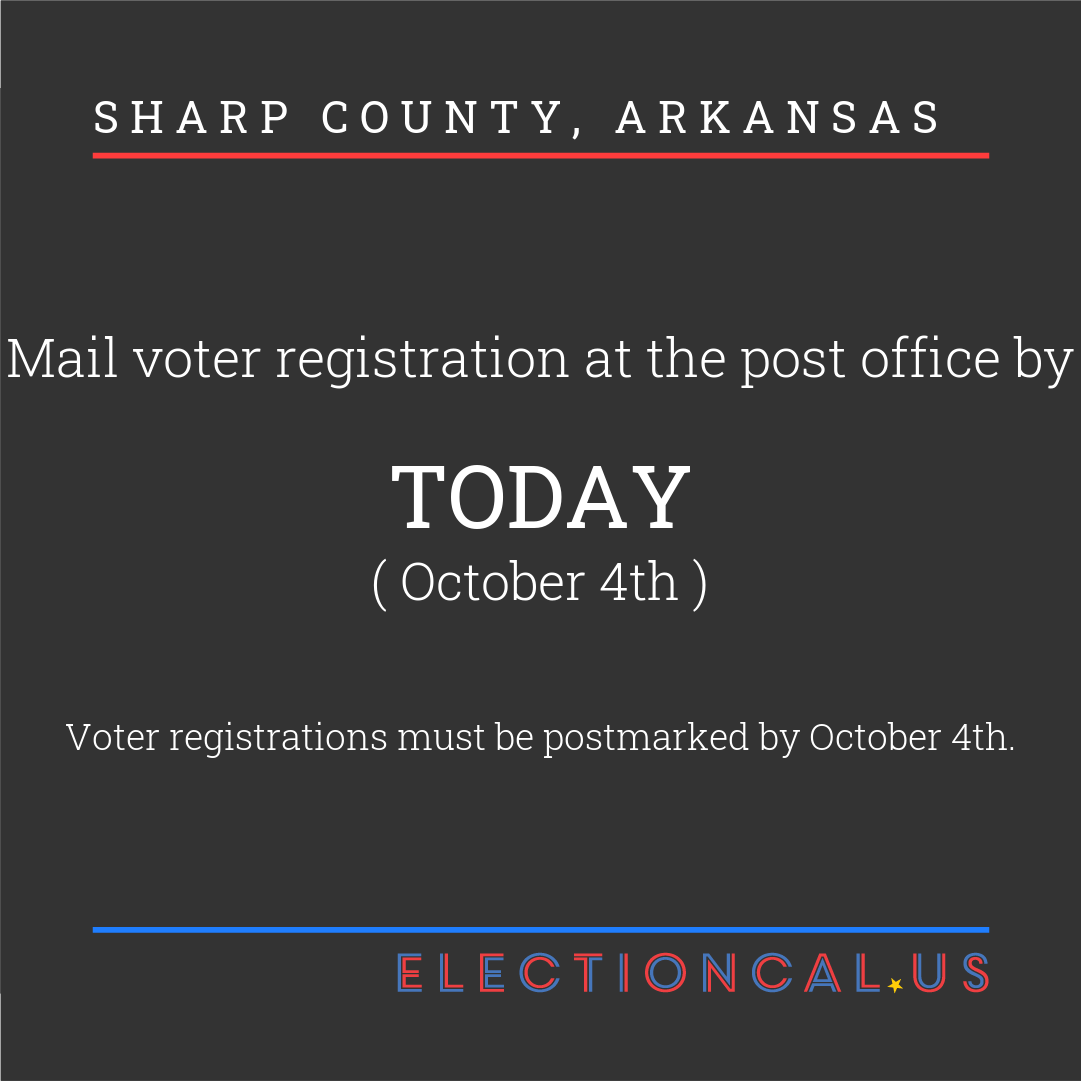 SHARP COUNTY, ARKANSAS
Mail voter registration at the post office by
TODAY
( October 4th )
Voter registrations must be postmarked by October 4th.
ELECTIONCAL.US